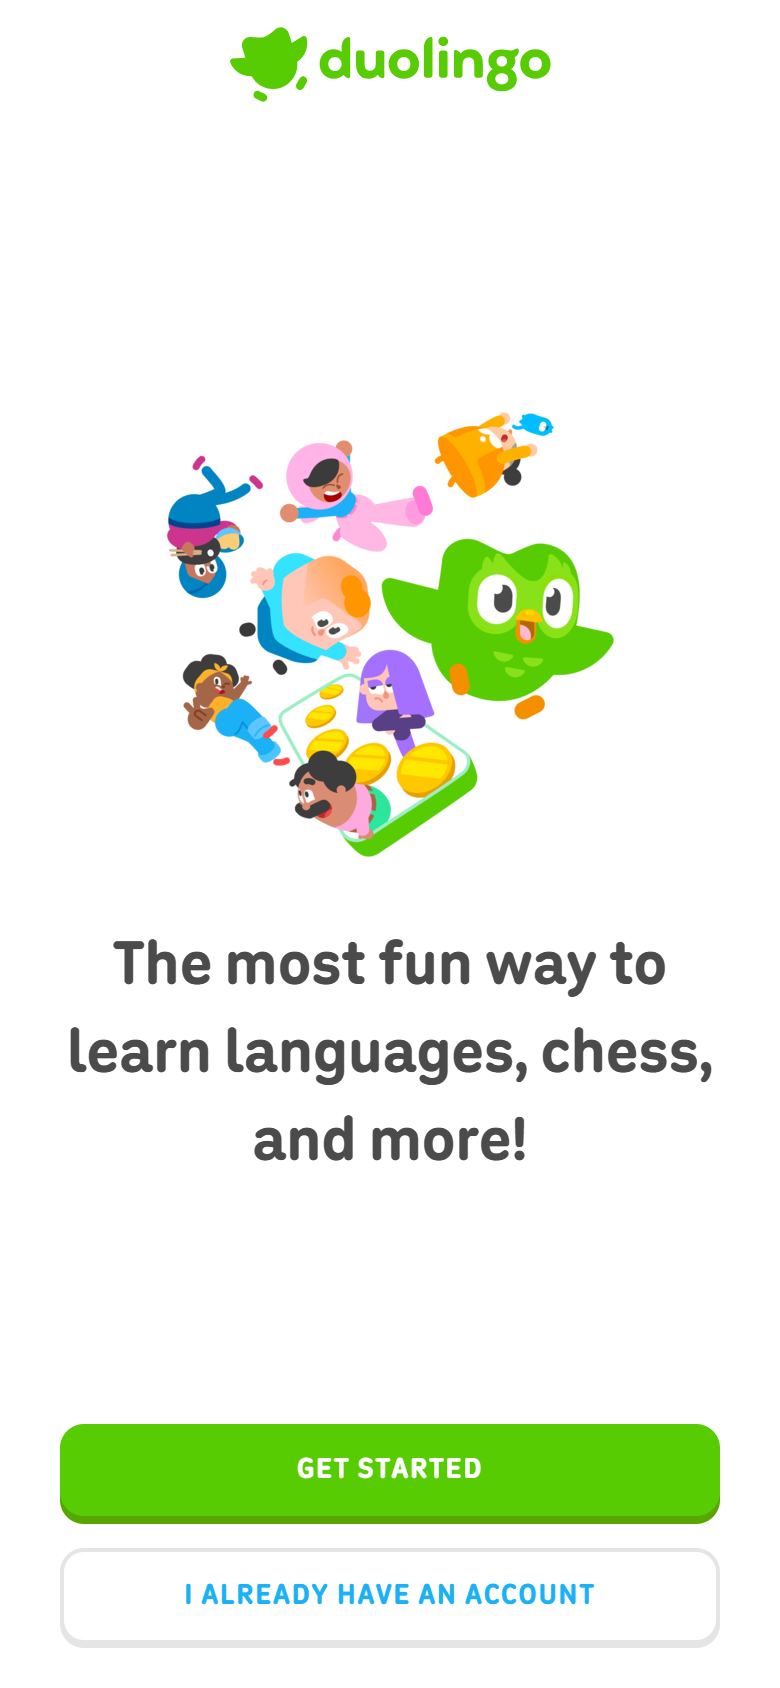 duolingo
The most fun way to
learn languages, chess,
and more!
GET STARTED
I ALREADY HAVE AN ACCOUNT